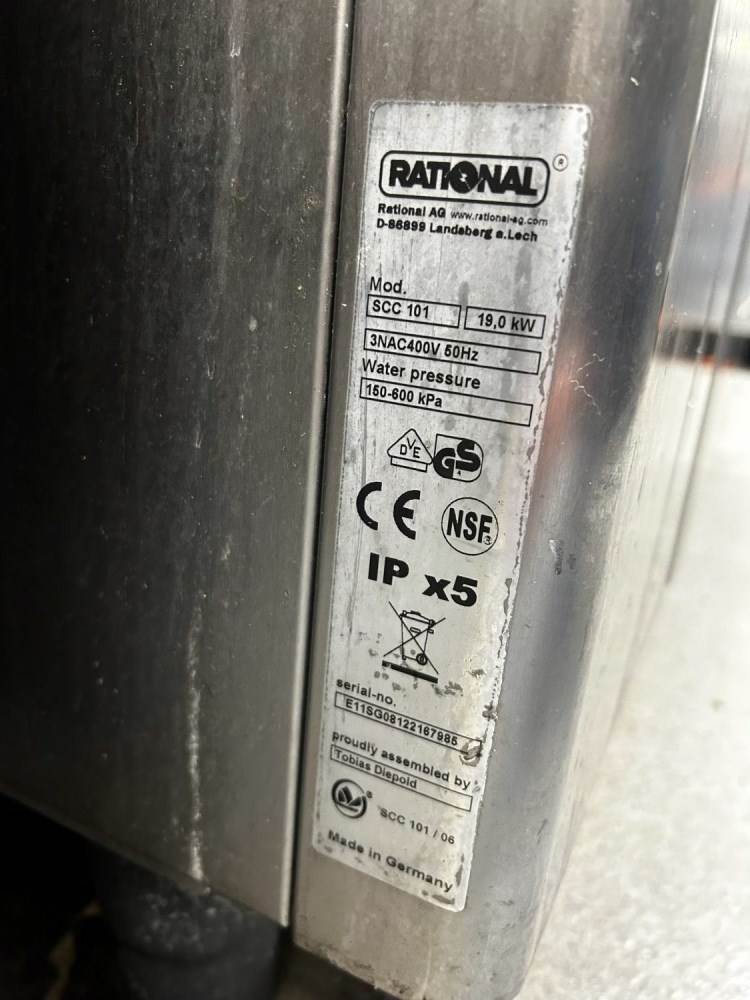 RATIONAL ®
Rational AG www.rational-ag.com
D-86899 Landsberg a.Lech
Mod.
SCC 101 19,0 kW
3NAC400V 50Hz
Water pressure
150-600 kPa
DVE GS
CE NSF
IP x5
serial-no.
E11SG08122167985
proudly assembled by
Tobias Diepold
SCC 101 / 06
Made in Germany